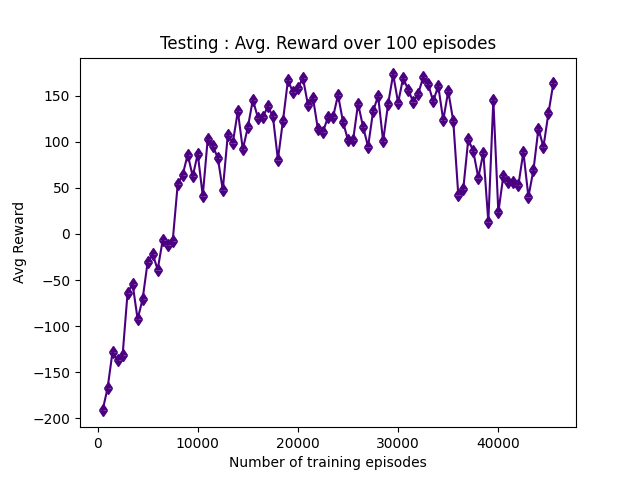 Testing : Avg. Reward over 100 episodes
150
100
50
0
−50
−100
−150
−200
Avg Reward
0 10000 20000 30000 40000
Number of training episodes